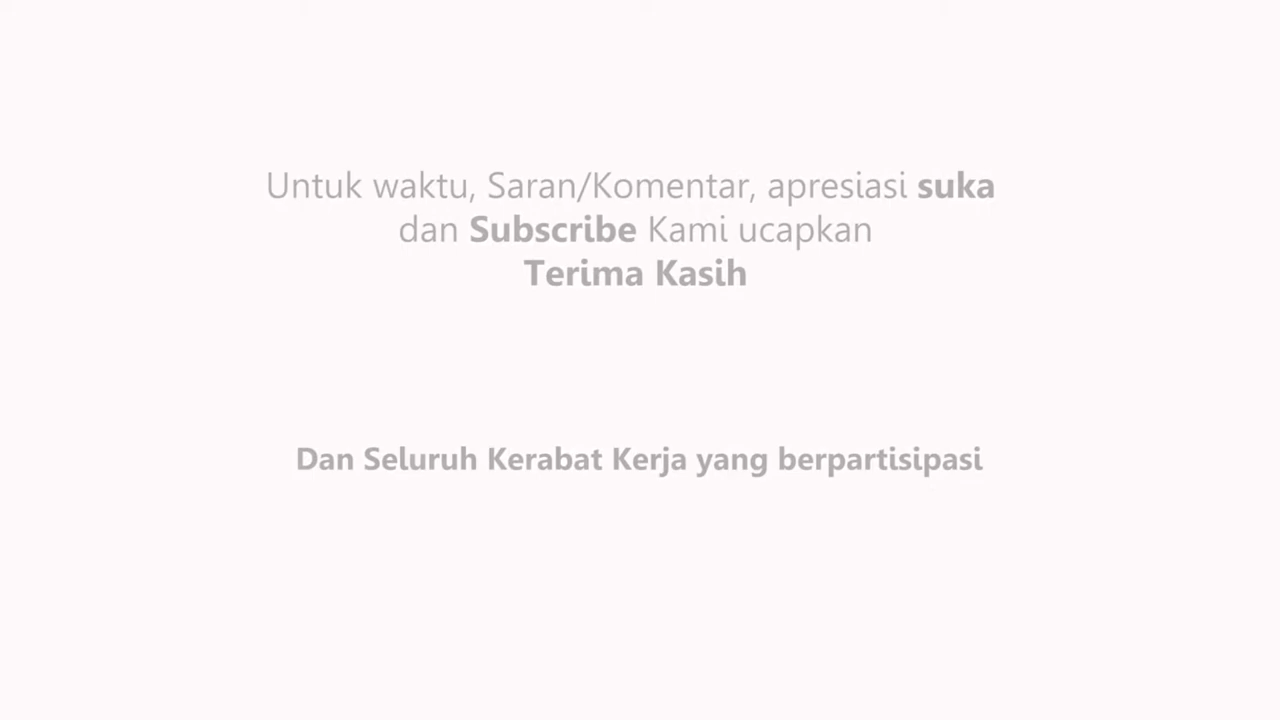 Untuk waktu, Saran/Komentar, apresiasi suka
dan Subscribe Kami ucapkan
Terima Kasih
Dan Seluruh Kerabat Kerja yang berpartisipasi